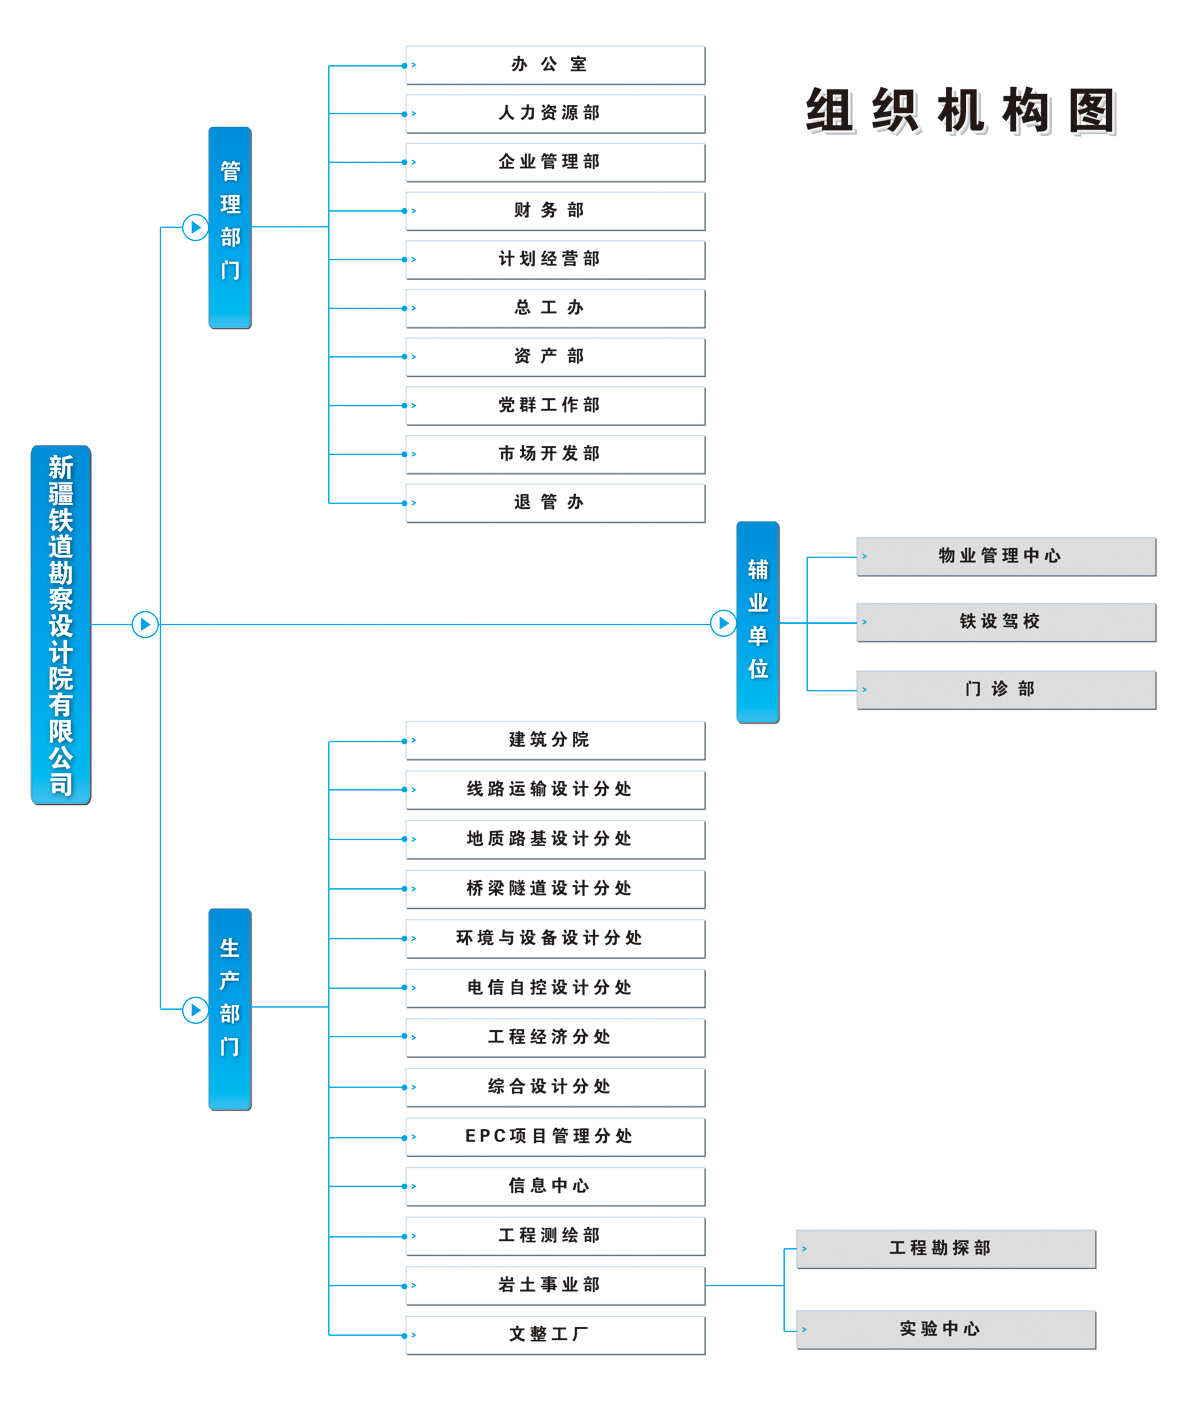 组织机构图
新疆铁道勘察设计院有限公司
管理部门
办公室
人力资源部
企业管理部
财务部
计划经营部
总工办
资产部
党群工作部
市场开发部
退管办
辅业单位
物业管理中心
铁设驾校
门诊部
生产部门
建筑分院
线路运输设计分处
地质路基设计分处
桥梁隧道设计分处
环境与设备设计分处
电信自控设计分处
工程经济分处
综合设计分处
EPC项目管理分处
信息中心
工程测绘部
岩土事业部
文整工厂
工程勘探部
实验中心